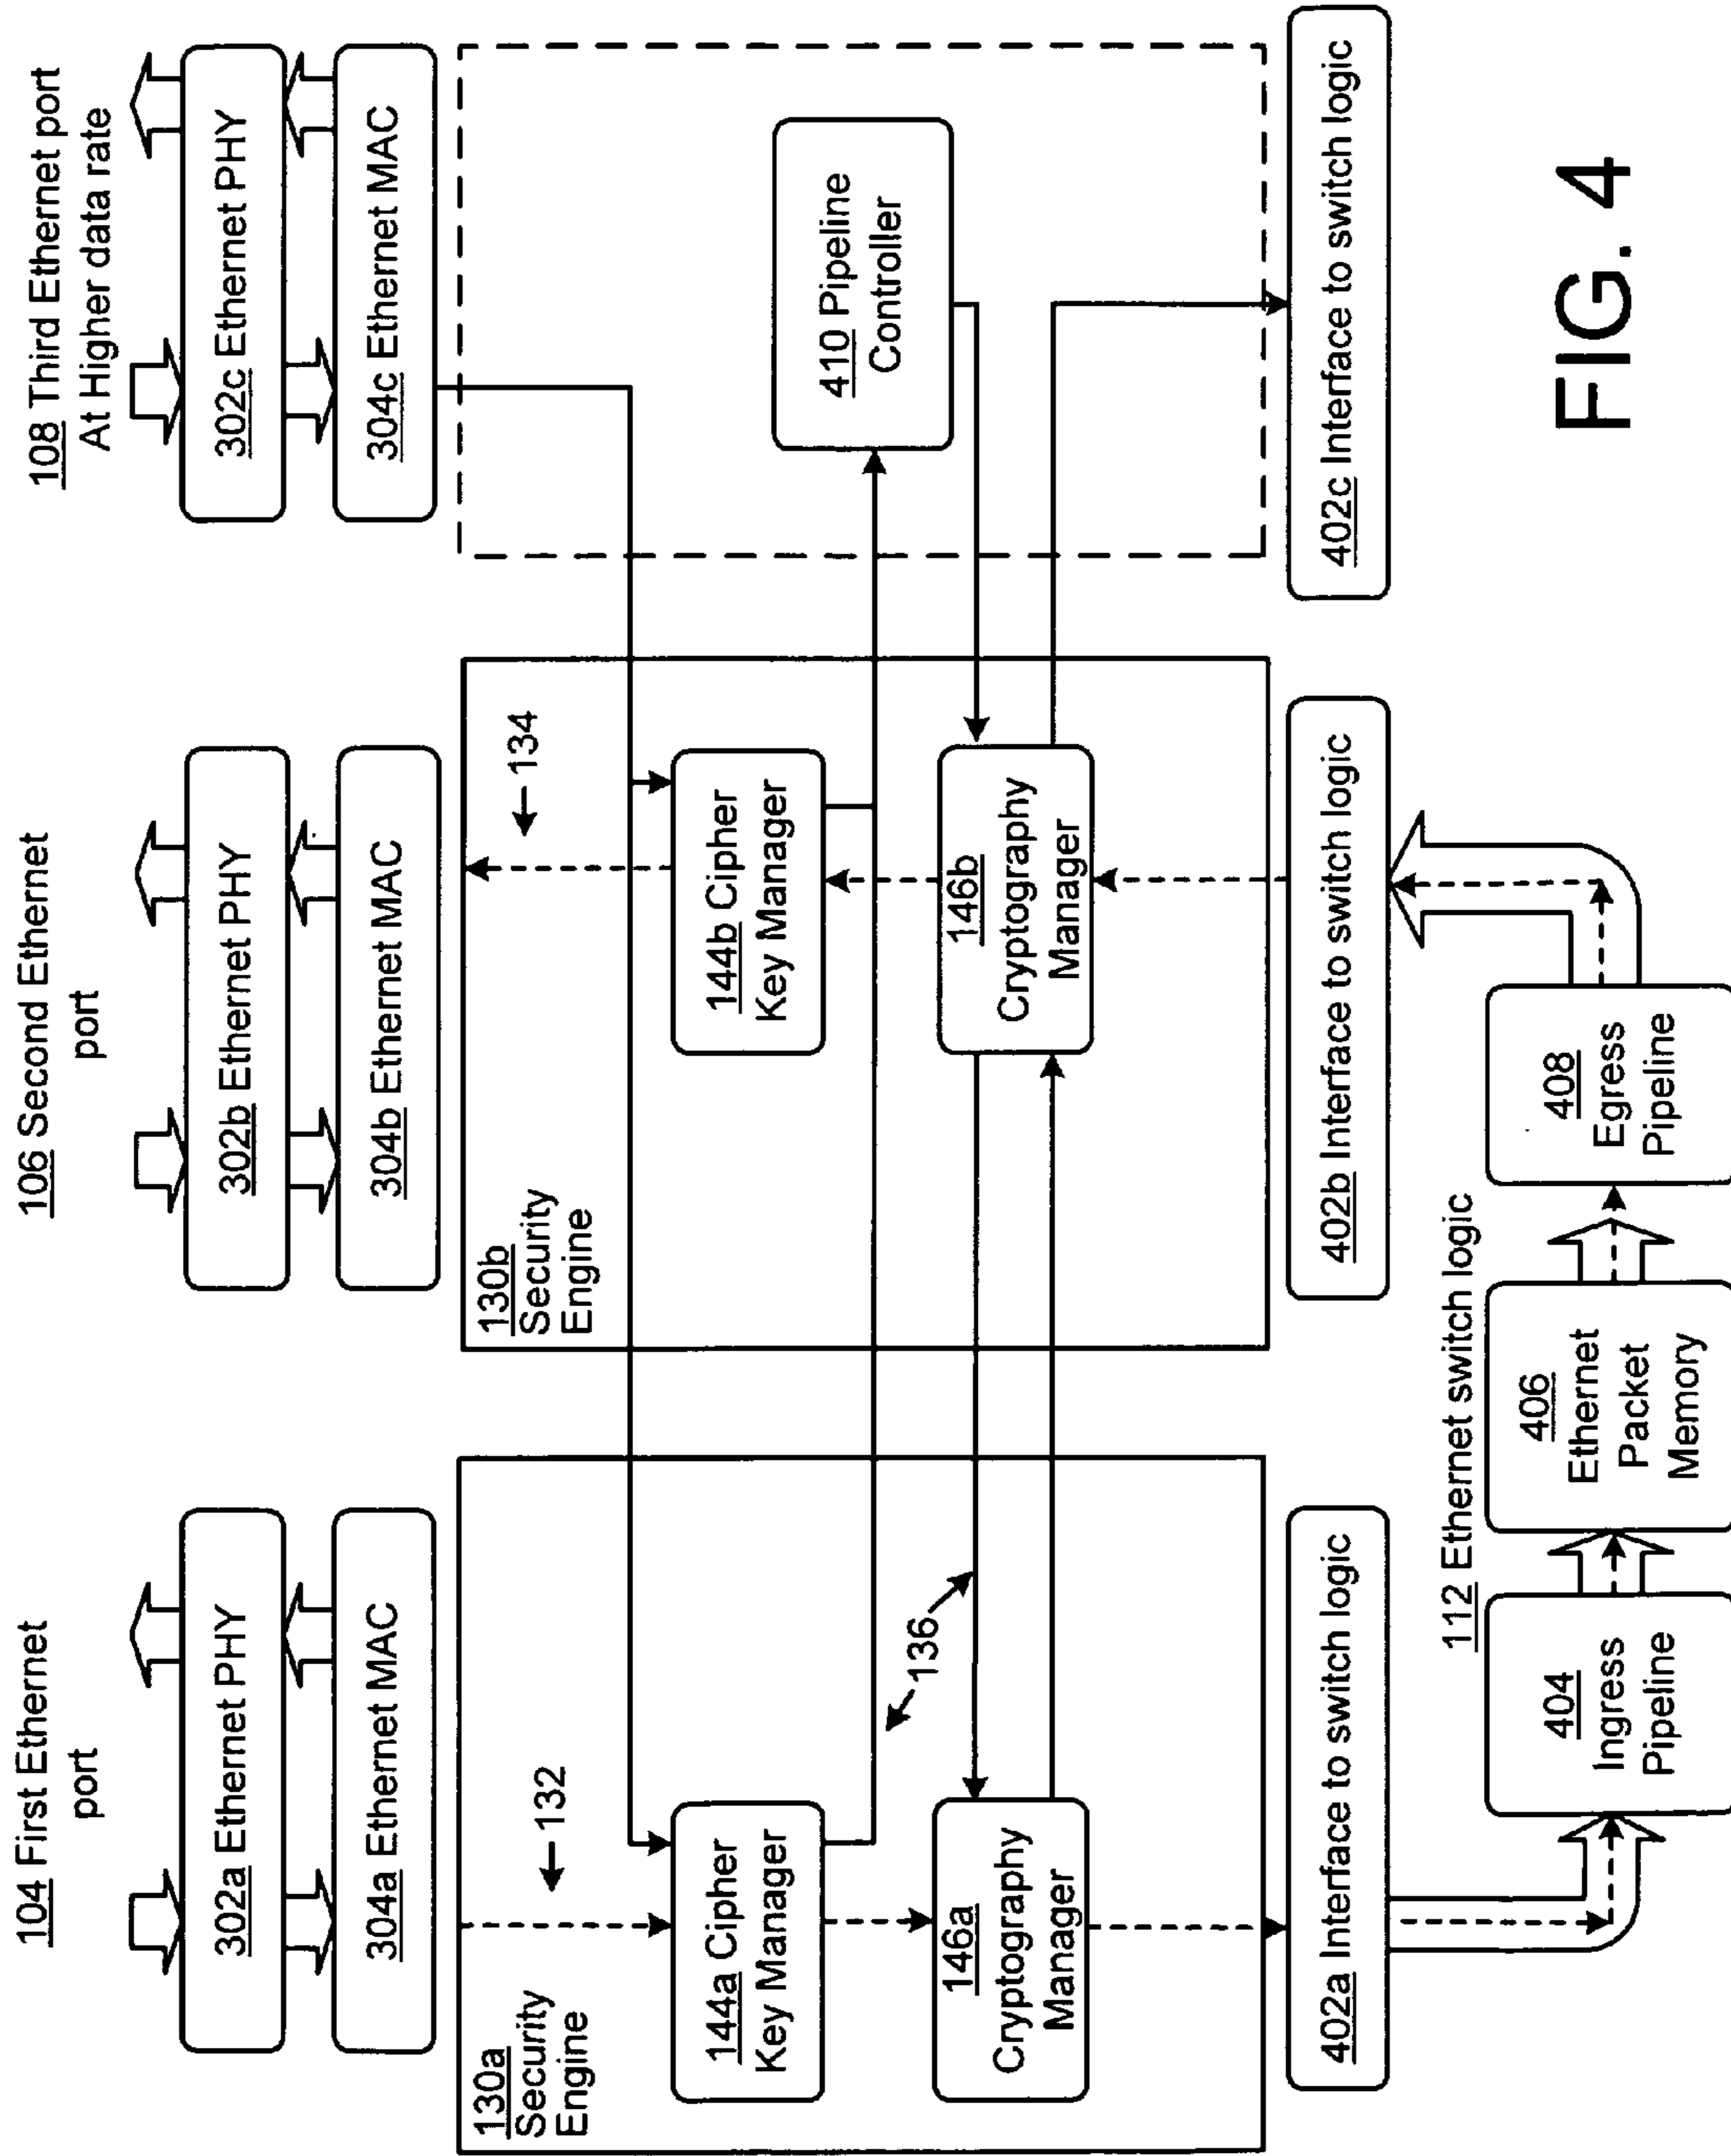 104 First Ethernet
port
106 Second Ethernet
port
108 Third Ethernet port
At Higher data rate
302a Ethernet PHY
302b Ethernet PHY
302c Ethernet PHY
304a Ethernet MAC
304b Ethernet MAC
304c Ethernet MAC
130a
Security
Engine
132
144a Cipher
Key Manager
146a
Cryptography
Manager
136
130b
Security
Engine
134
144b Cipher
Key Manager
146b
Cryptography
Manager
410 Pipeline
Controller
402a Interface to switch logic
402b Interface to switch logic
402c Interface to switch logic
112 Ethernet switch logic
404
Ingress
Pipeline
406
Ethernet
Packet
Memory
408
Egress
Pipeline
FIG. 4